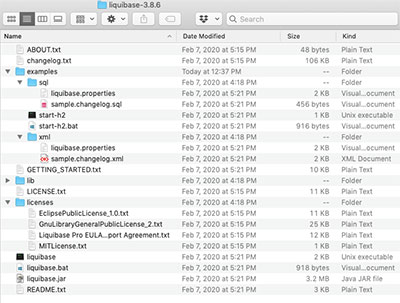 liquibase-3.8.6
Search
Name Date Modified Size Kind
ABOUT.txt Feb 7, 2020 at 5:15 PM 48 bytes Plain Text
changelog.txt Feb 7, 2020 at 5:15 PM 106 KB Plain Text
examples Today at 12:37 PM -- Folder
sql Feb 7, 2020 at 5:15 PM -- Folder
liquibase.properties Feb 7, 2020 at 5:21 PM 2 KB Visual...ocument
sample.changelog.sql Feb 7, 2020 at 5:21 PM 456 bytes Visual...ocument
start-h2 Feb 7, 2020 at 5:21 PM 1 KB Unix executable
start-h2.bat Feb 7, 2020 at 5:21 PM 916 bytes Visual...ocument
xml Feb 7, 2020 at 5:21 PM -- Folder
liquibase.properties Feb 7, 2020 at 5:21 PM 2 KB Visual...ocument
sample.changelog.xml Feb 7, 2020 at 5:21 PM 2 KB XML Document
GETTING_STARTED.txt Feb 7, 2020 at 5:21 PM 2 KB Plain Text
lib Feb 7, 2020 at 5:21 PM -- Folder
LICENSE.txt Feb 7, 2020 at 5:15 PM 11 KB Plain Text
licenses Feb 7, 2020 at 5:21 PM -- Folder
EclipsePublicLicense_1.0.txt Feb 7, 2020 at 5:15 PM 11 KB Plain Text
GnuLibraryGeneralPublicLicense_2.txt Feb 7, 2020 at 5:15 PM 25 KB Plain Text
Liquibase Pro EULA...port Agreement.txt Feb 7, 2020 at 5:21 PM 12 KB Plain Text
MITLicense.txt Feb 7, 2020 at 5:15 PM 1 KB Plain Text
liquibase Feb 7, 2020 at 5:21 PM 2 KB Unix executable
liquibase.bat Feb 7, 2020 at 5:21 PM 918 bytes Visual...ocument
liquibase.jar Feb 7, 2020 at 5:21 PM 3.2 MB Java JAR file
README.txt Feb 7, 2020 at 5:15 PM 3 KB Plain Text